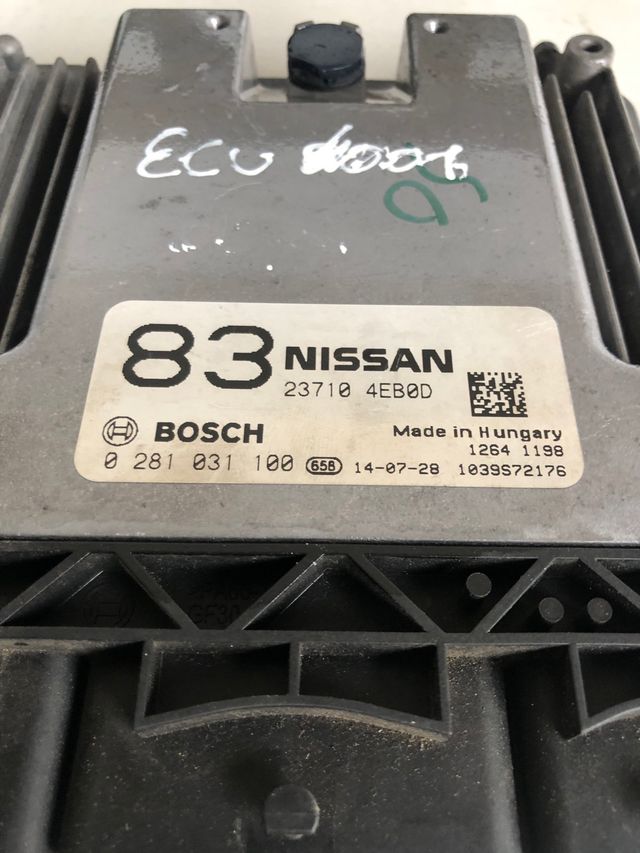 ECU
83 NISSAN
23710 4EB0D
BOSCH
Made in Hungary
1264 1198
0 281 031 100 656 14-07-28 1039S72176